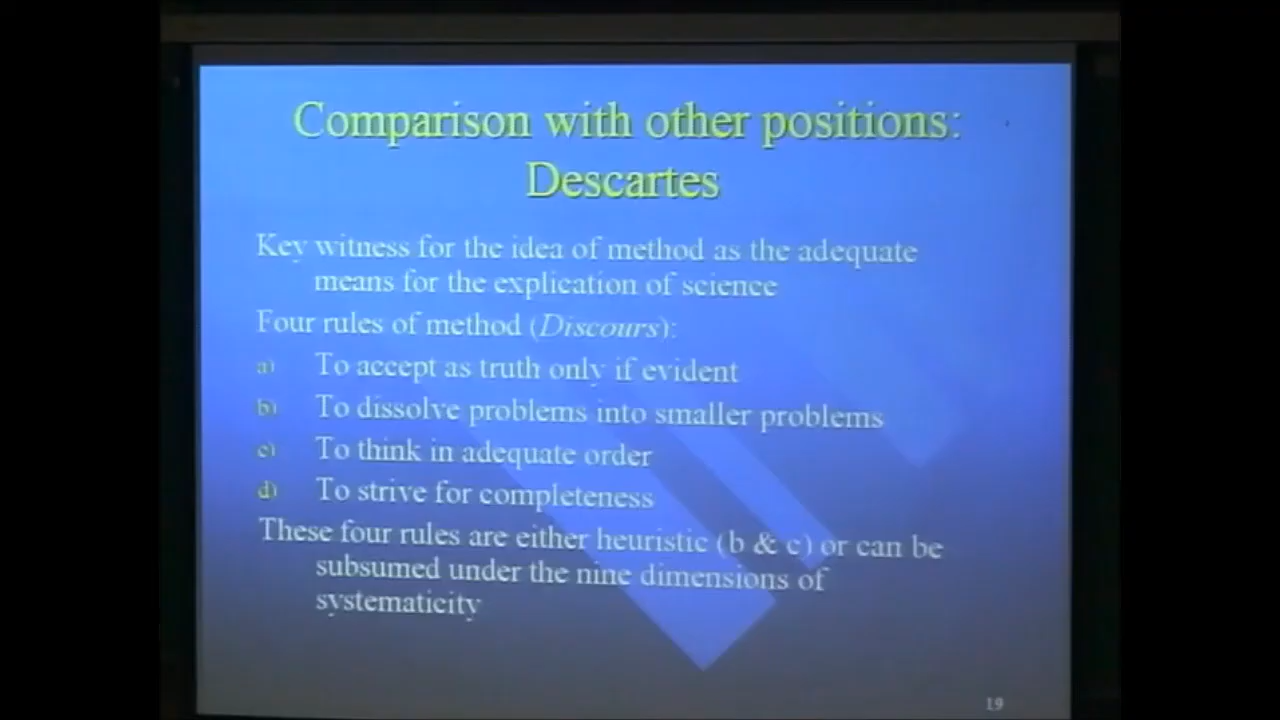 Comparison with other positions:
Descartes
Key witness for the idea of method as the adequate
means for the explication of science
Four rules of method (Discours):
a) To accept as truth only if evident
b) To dissolve problems into smaller problems
c) To think in adequate order
d) To strive for completeness
These four rules are either heuristic (b & c) or can be
subsumed under the nine dimensions of
systematicity
19